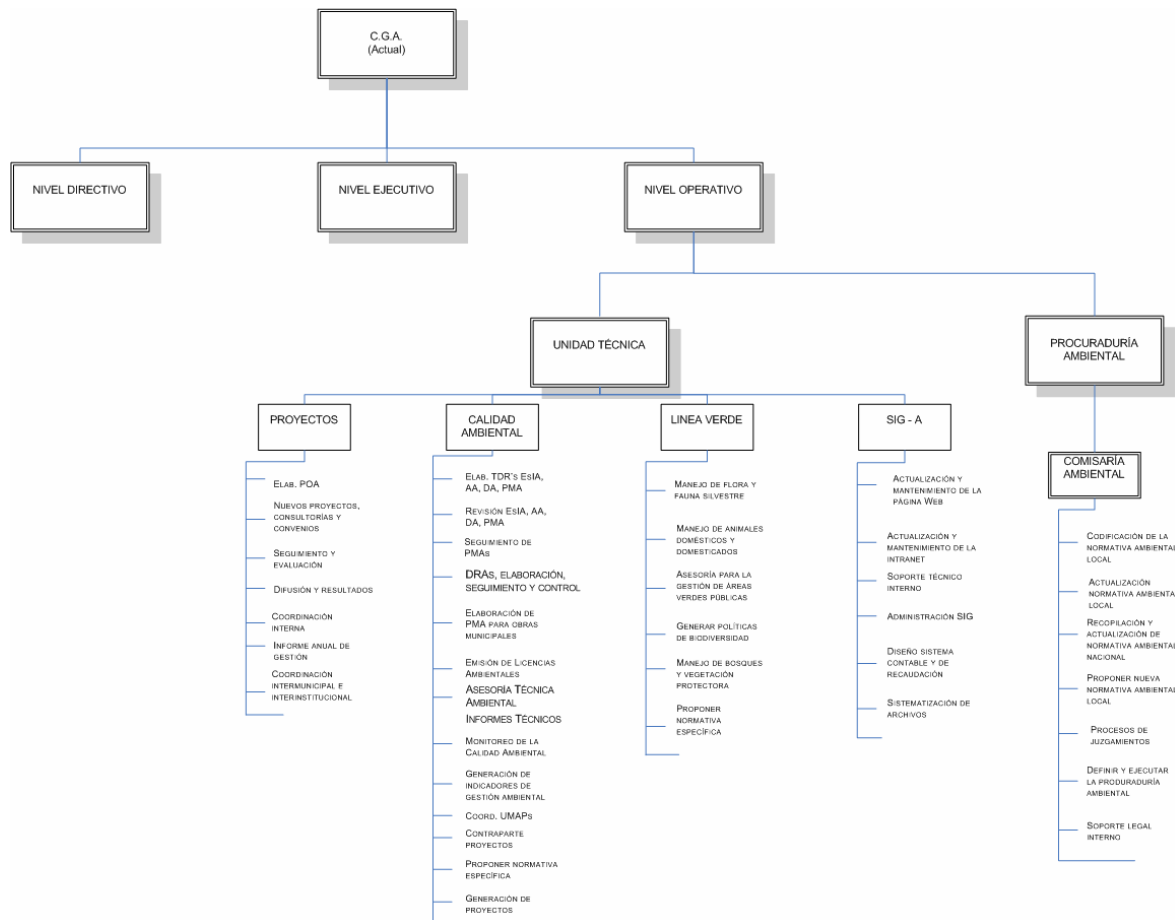 C.G.A.
(Actual)
NIVEL DIRECTIVO
NIVEL EJECUTIVO
NIVEL OPERATIVO
UNIDAD TÉCNICA
PROCURADURÍA
AMBIENTAL
PROYECTOS
ELAB. POA
NUEVOS PROYECTOS,
CONSULTORÍAS Y
CONVENIOS
SEGUIMIENTO Y
EVALUACIÓN
DIFUSIÓN Y RESULTADOS
COORDINACIÓN
INTERNA
INFORME ANUAL DE
GESTIÓN
COORDINACIÓN
INTERMUNICIPAL E
INTERINSTITUCIONAL
CALIDAD
AMBIENTAL
ELAB. TDR'S ESIA,
AA, DA, PMA
REVISIÓN ESIA, AA,
DA, PMA
SEGUIMIENTO DE
PMAS
DRAS, ELABORACIÓN,
SEGUIMIENTO Y CONTROL
ELABORACIÓN DE
PMA PARA OBRAS
MUNICIPALES
EMISIÓN DE LICENCIAS
AMBIENTALES
ASESORÍA TÉCNICA
AMBIENTAL
INFORMES TÉCNICOS
MONITOREO DE LA
CALIDAD AMBIENTAL
GENERACIÓN DE
INDICADORES DE
GESTIÓN AMBIENTAL
COORD. UMAPS
CONTRAPARTE
PROYECTOS
PROPONER NORMATIVA
ESPECÍFICA
GENERACIÓN DE
PROYECTOS
LINEA VERDE
MANEJO DE FLORA Y
FAUNA SILVESTRE
MANEJO DE ANIMALES
DOMÉSTICOS Y
DOMESTICADOS
ASESORÍA PARA LA
GESTIÓN DE ÁREAS
VERDES PÚBLICAS
GENERAR POLÍTICAS
DE BIODIVERSIDAD
MANEJO DE BOSQUES
Y VEGETACIÓN
PROTECTORA
PROPONER
NORMATIVA
ESPECÍFICA
SIG - A
ACTUALIZACIÓN Y
MANTENIMIENTO DE LA
PÁGINA WEB
ACTUALIZACIÓN Y
MANTENIMIENTO DE LA
INTRANET
SOPORTE TÉCNICO
INTERNO
ADMINISTRACIÓN SIG
DISEÑO SISTEMA
CONTABLE Y DE
RECAUDACIÓN
SISTEMATIZACIÓN DE
ARCHIVOS
COMISARÍA
AMBIENTAL
CODIFICACIÓN DE LA
NORMATIVA AMBIENTAL
LOCAL
ACTUALIZACIÓN
NORMATIVA AMBIENTAL
LOCAL
RECOPILACIÓN Y
ACTUALIZACIÓN DE
NORMATIVA AMBIENTAL
NACIONAL
PROPONER NUEVA
NORMATIVA AMBIENTAL
LOCAL
PROCESOS DE
JUZGAMIENTOS
DEFINIR Y EJECUTAR
LA PRODURADURÍA
AMBIENTAL
SOPORTE LEGAL
INTERNO